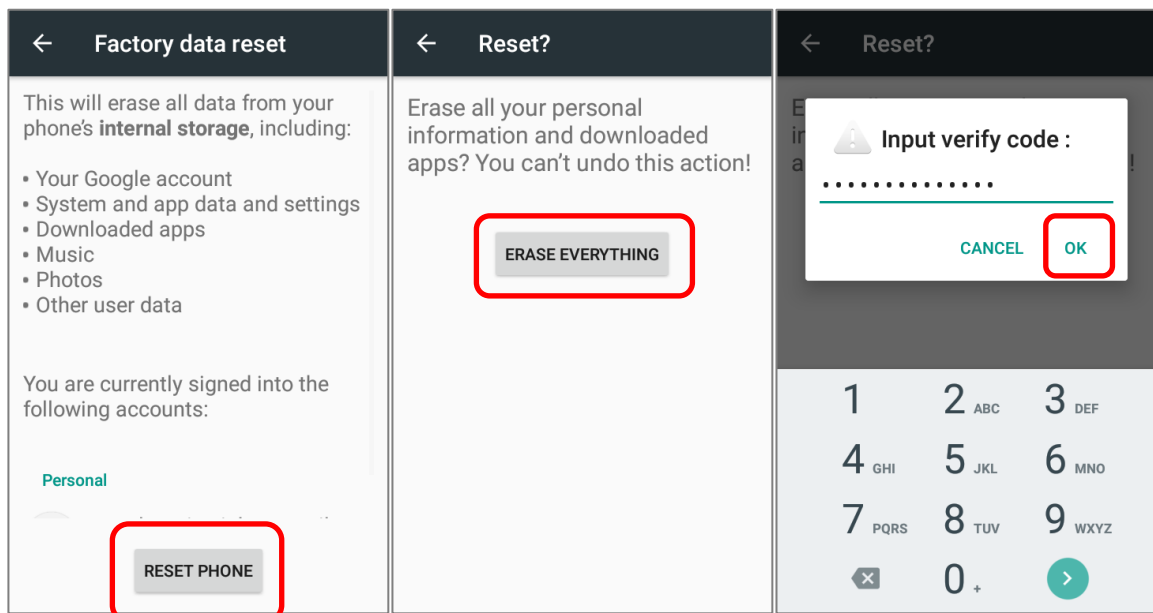 Factory data reset
This will erase all data from your
phone's internal storage, including:
• Your Google account
• System and app data and settings
• Downloaded apps
• Music
• Photos
• Other user data
You are currently signed into the
following accounts:
Personal
RESET PHONE
Reset?
Erase all your personal
information and downloaded
apps? You can't undo this action!
ERASE EVERYTHING
Reset?
Input verify code :
CANCEL OK
1 2 ABC 3 DEF
4 GHI 5 JKL 6 MNO
7 PQRS 8 TUV 9 WXYZ
0 +